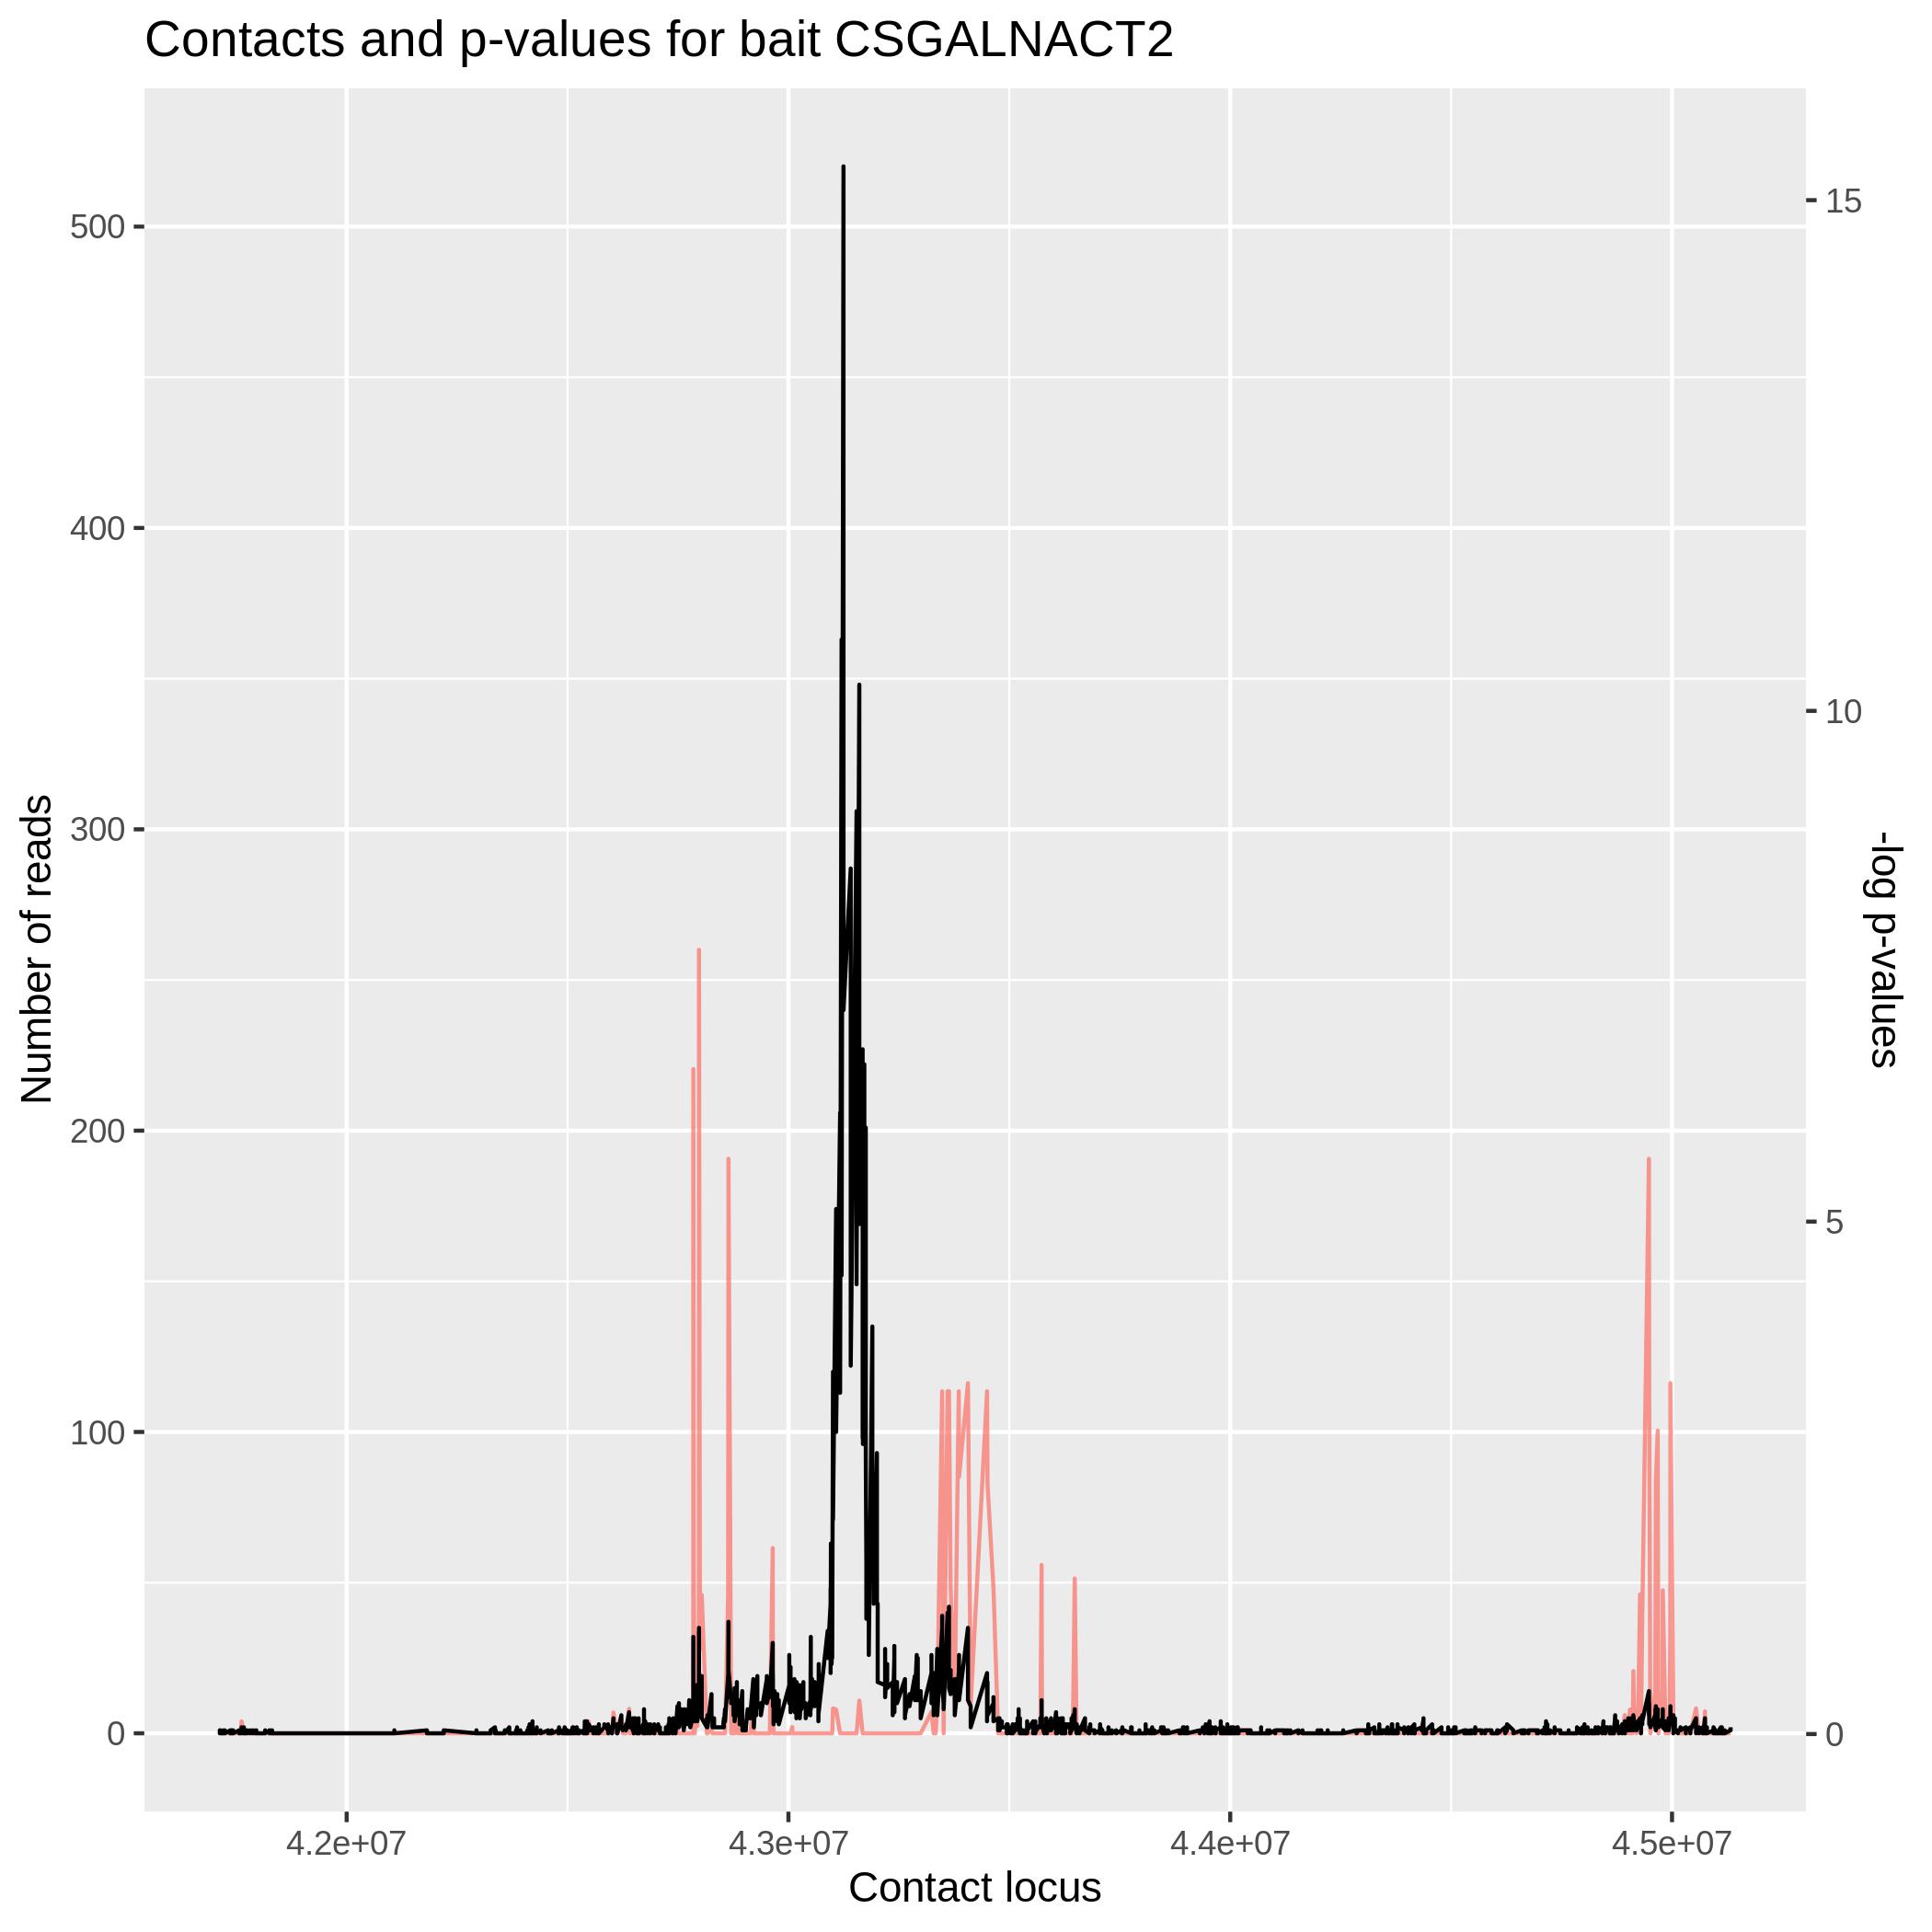 Contacts and p-values for bait CSGALNACT2
500
400
300
200
100
0
Number of reads
15
10
5
0
-log p-values
4.2e+07
4.3e+07
4.4e+07
4.5e+07
Contact locus